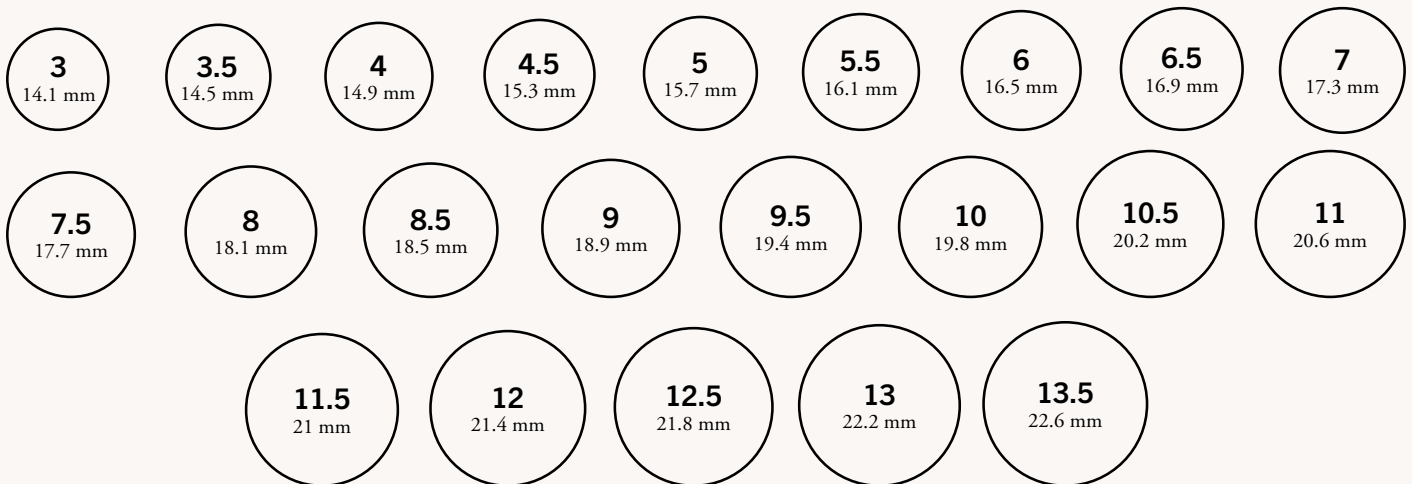 3
14.1 mm
3.5
14.5 mm
4
14.9 mm
4.5
15.3 mm
5
15.7 mm
5.5
16.1 mm
6
16.5 mm
6.5
16.9 mm
7
17.3 mm
7.5
17.7 mm
8
18.1 mm
8.5
18.5 mm
9
18.9 mm
9.5
19.4 mm
10
19.8 mm
10.5
20.2 mm
11
20.6 mm
11.5
21 mm
12
21.4 mm
12.5
21.8 mm
13
22.2 mm
13.5
22.6 mm